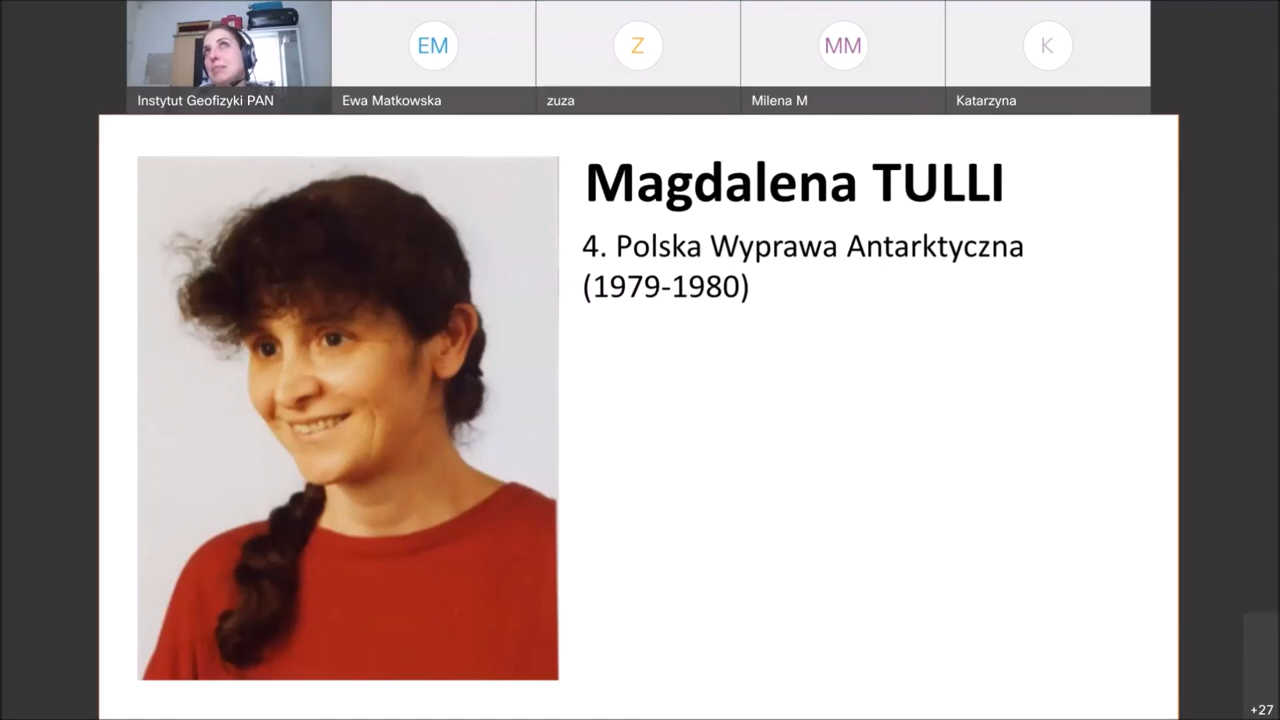 EM
Z
MM
K
Instytut Geofizyki PAN
Ewa Matkowska
zuza
Milena M
Katarzyna
Magdalena TULLI
4. Polska Wyprawa Antarktyczna
(1979-1980)
+27